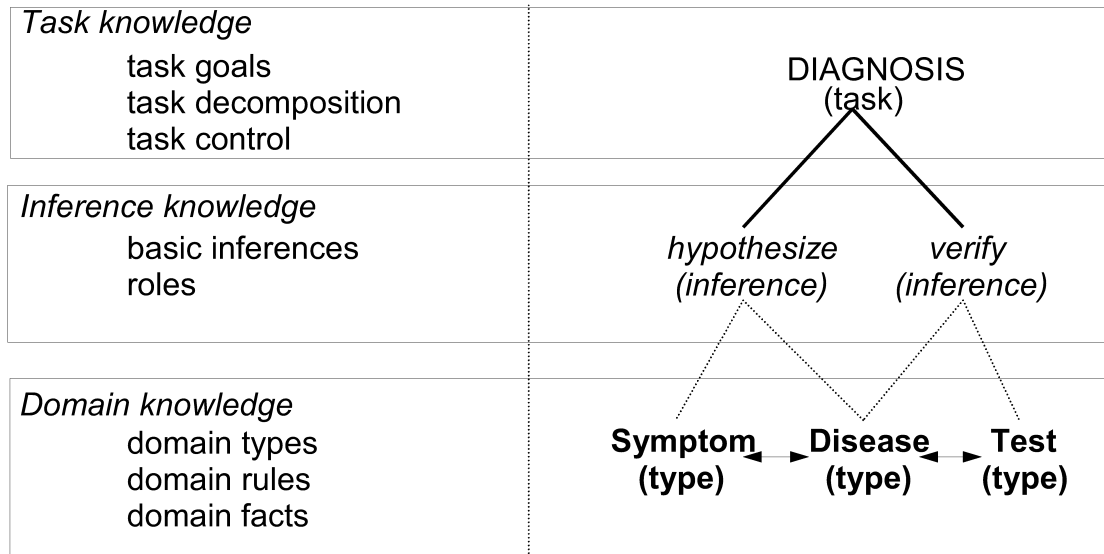 Task knowledge
task goals
task decomposition
task control
DIAGNOSIS
(task)
Inference knowledge
basic inferences
roles
hypothesize
(inference)
verify
(inference)
Domain knowledge
domain types
domain rules
domain facts
Symptom
(type)
Disease
(type)
Test
(type)